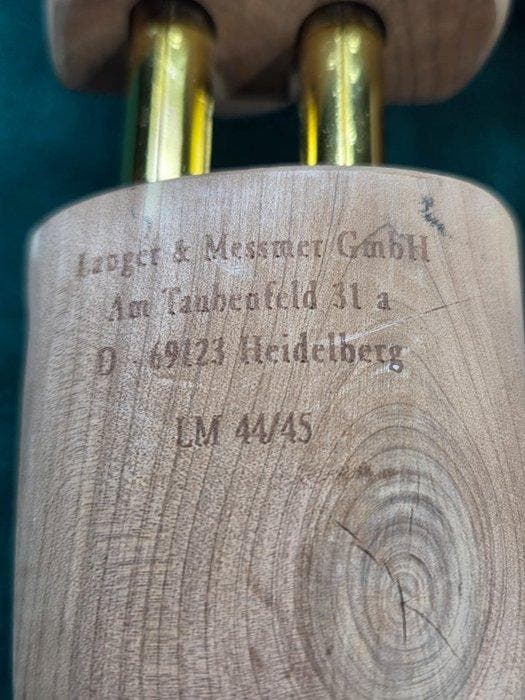 Langer & Messmer GmbH
Am Taubenfeld 31 a
D - 69123 Heidelberg
LM 44/45